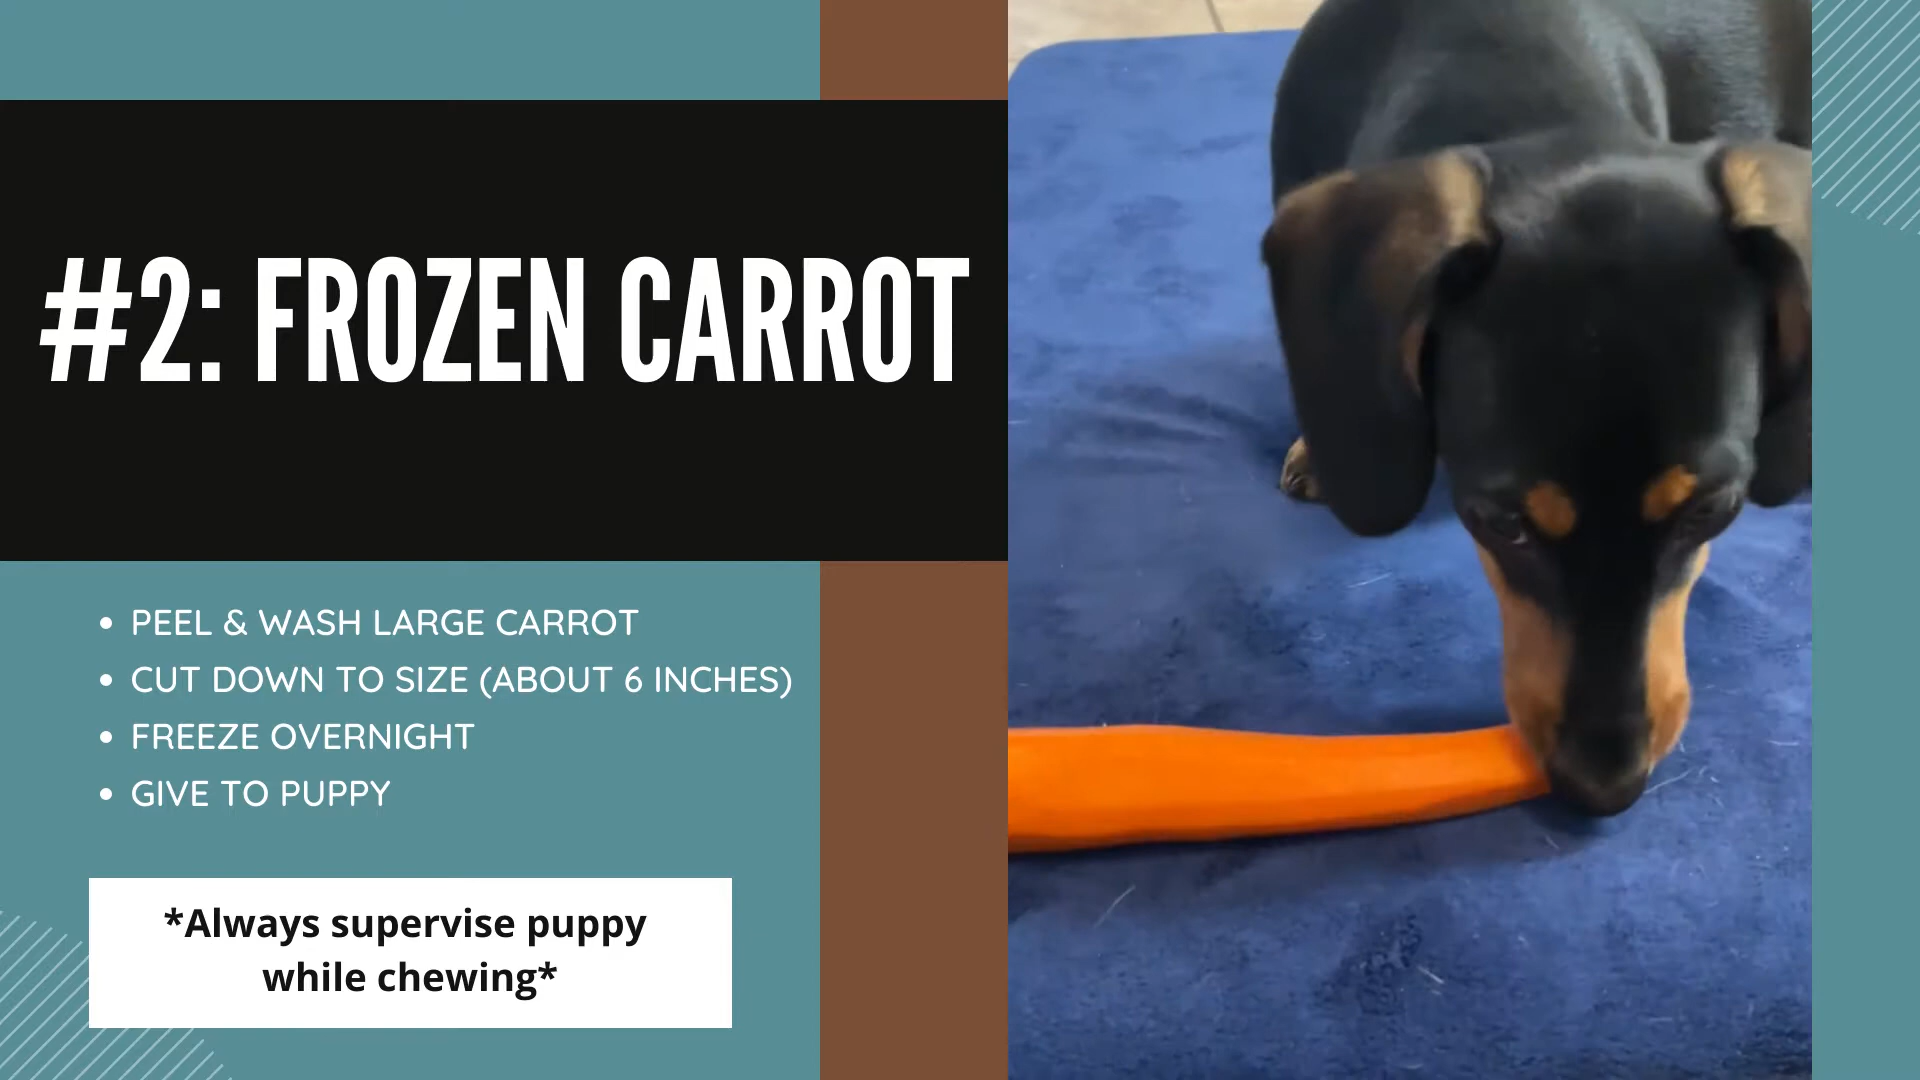 #2: FROZEN CARROT
PEEL & WASH LARGE CARROT
CUT DOWN TO SIZE (ABOUT 6 INCHES)
FREEZE OVERNIGHT
GIVE TO PUPPY
*Always supervise puppy
while chewing*